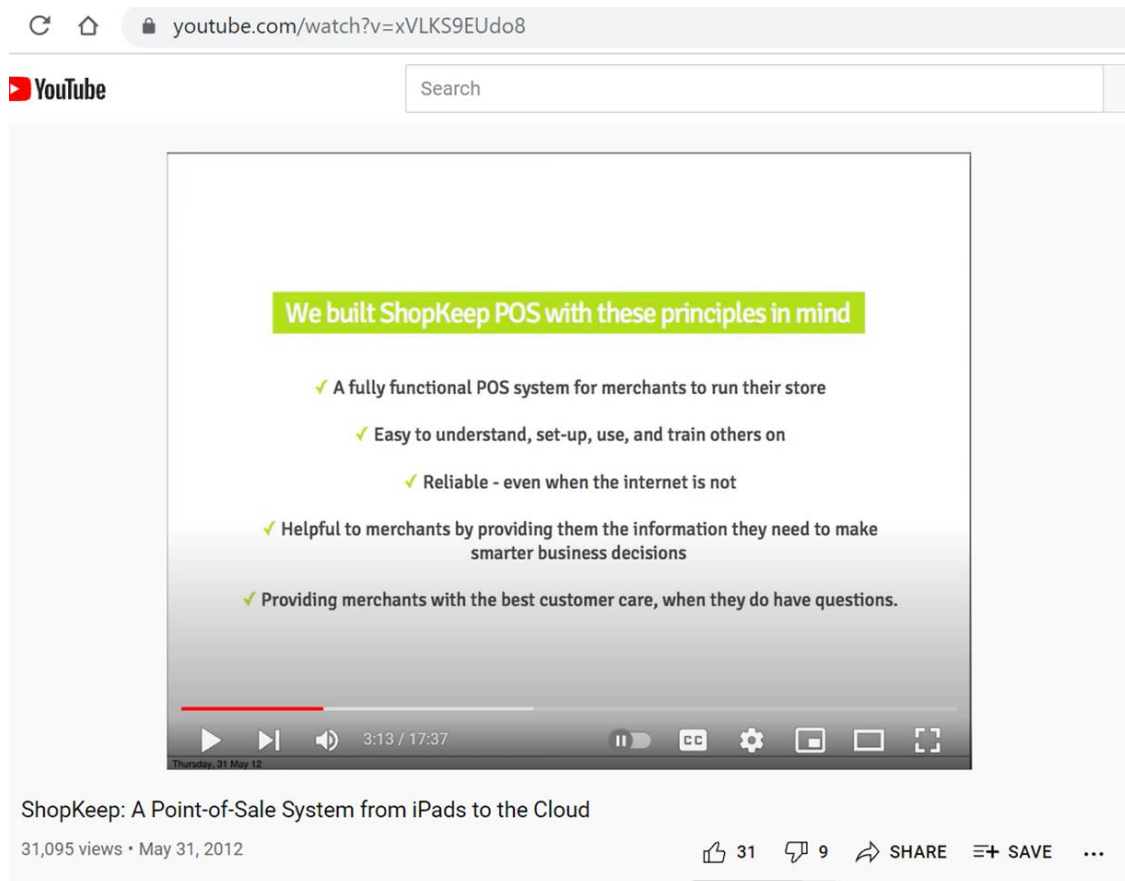 youtube.com/watch?v=xVLKS9EUdo8
YouTube
Search
We built ShopKeep POS with these principles in mind
✓ A fully functional POS system for merchants to run their store
✓ Easy to understand, set-up, use, and train others on
✓ Reliable - even when the internet is not
✓ Helpful to merchants by providing them the information they need to make
smarter business decisions
✓ Providing merchants with the best customer care, when they do have questions.
3:13 / 17:37
CC
Thursday, 31 May 12
ShopKeep: A Point-of-Sale System from iPads to the Cloud
31,095 views • May 31, 2012
31 9 SHARE SAVE ...